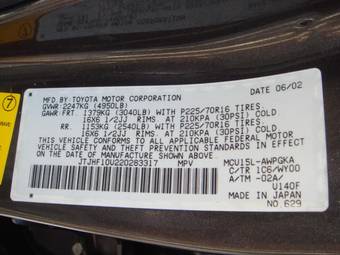 MFD. BY: TOYOTA MOTOR CORPORATION 06/02
GVWR: 2247KG (4950LB)
GAWR: FRT. 1379KG (3040LB) WITH P225/70R16 TIRES,
16X6 1/2JJ RIMS, AT 210KPA (30PSI) COLD
RR. 1153KG (2540LB) WITH P225/70R16 TIRES,
16X6 1/2JJ RIMS, AT 210KPA (30PSI) COLD
THIS VEHICLE CONFORMS TO ALL APPLICABLE FEDERAL MOTOR
VEHICLE SAFETY AND THEFT PREVENTION STANDARDS IN
EFFECT ON THE DATE OF MANUFACTURE SHOWN ABOVE.
JTJHF10U220283317 MPV MCU15L-AWPGKA
C/TR 1C6/WY00
A/TM -02A/
U140F
MADE IN JAPAN
NO. 629
7